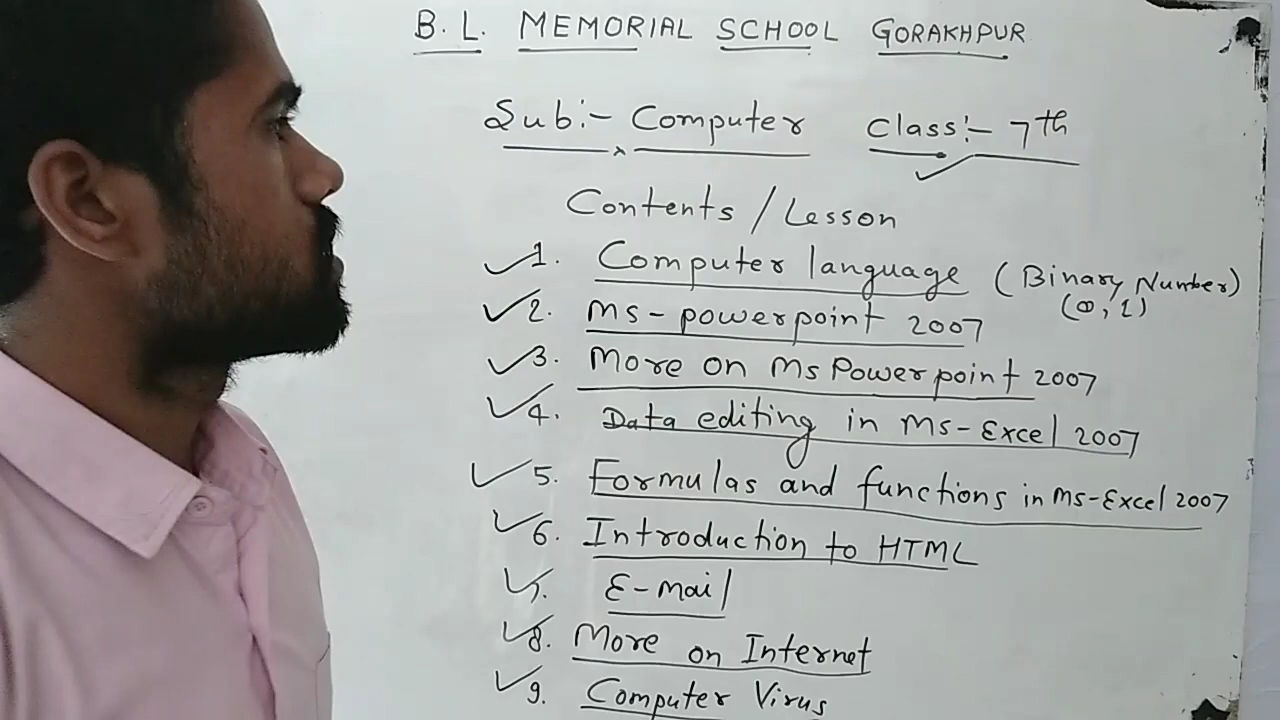 B. L. MEMORIAL SCHOOL GORAKHPUR
Sub:- Computer Class:- 7th
Contents / Lesson
1. Computer language (Binary Number)
(0, 1)
2. Ms-powerpoint 2007
3. More on Ms Powerpoint 2007
4. Data editing in Ms-Excel 2007
5. Formulas and functions in Ms-Excel 2007
6. Introduction to HTML
7. E-mail
8. More on Internet
9. Computer Virus